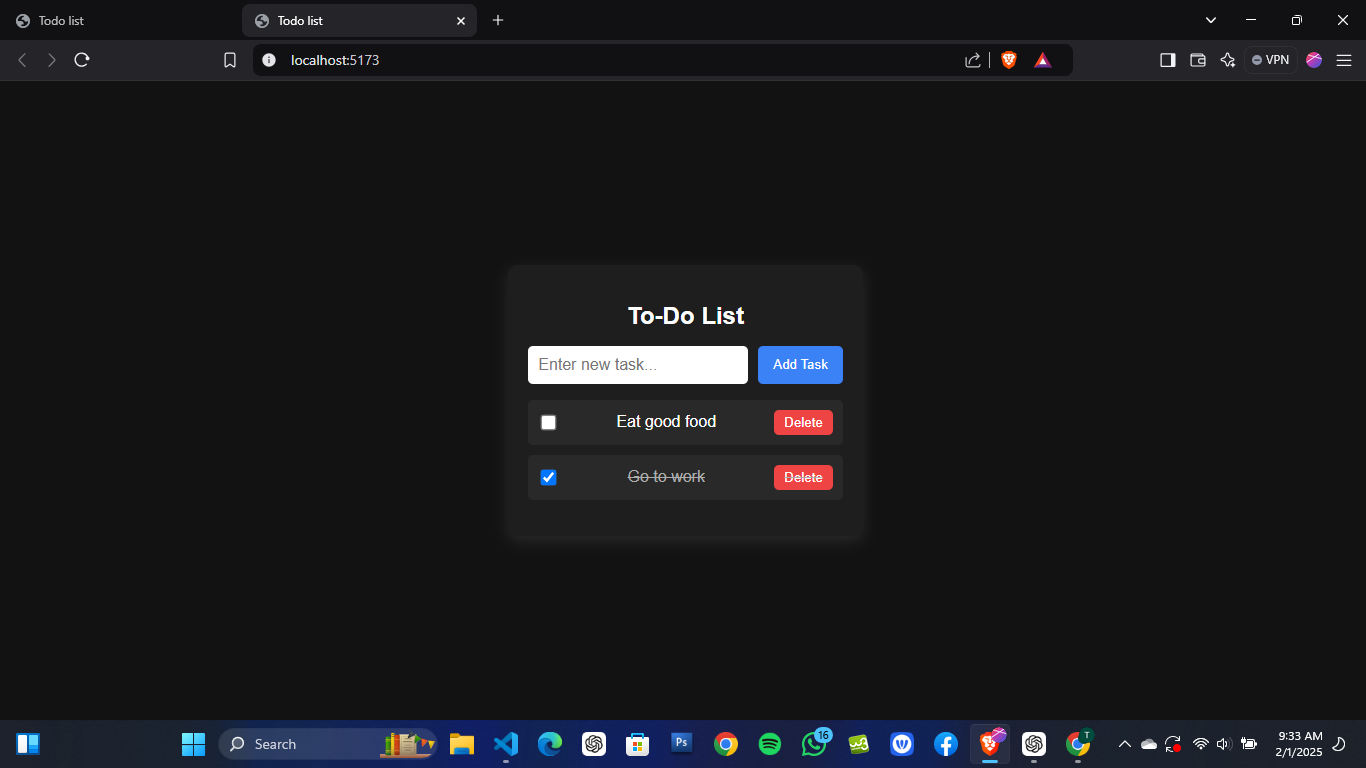 Todo list
Todo list
localhost:5173
VPN
To-Do List
Enter new task...
Add Task
Eat good food
Delete
Go to work
Delete
Search
Ps
16
T
9:33 AM
2/1/2025